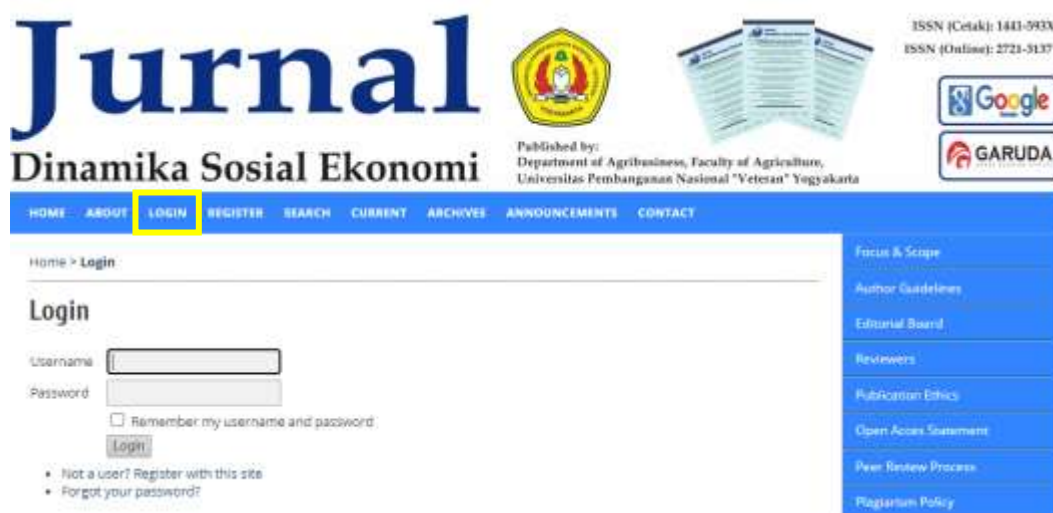 Jurnal
Dinamika Sosial Ekonomi
Published by:
Department of Agribusiness, Faculty of Agriculture,
Universitas Pembangunan Nasional "Veteran" Yogyakarta
ISSN (Cetak): 1441-593X
ISSN (Online): 2721-3137
Google
GARUDA
HOME ABOUT LOGIN REGISTER SEARCH CURRENT ARCHIVES ANNOUNCEMENTS CONTACT
Home > Login
Login
Username
Password
Remember my username and password
Login
Not a user? Register with this site
Forgot your password?
Focus & Scope
Author Guidelines
Editorial Board
Reviewers
Publication Ethics
Open Acces Statement
Peer Review Process
Plagiarism Policy